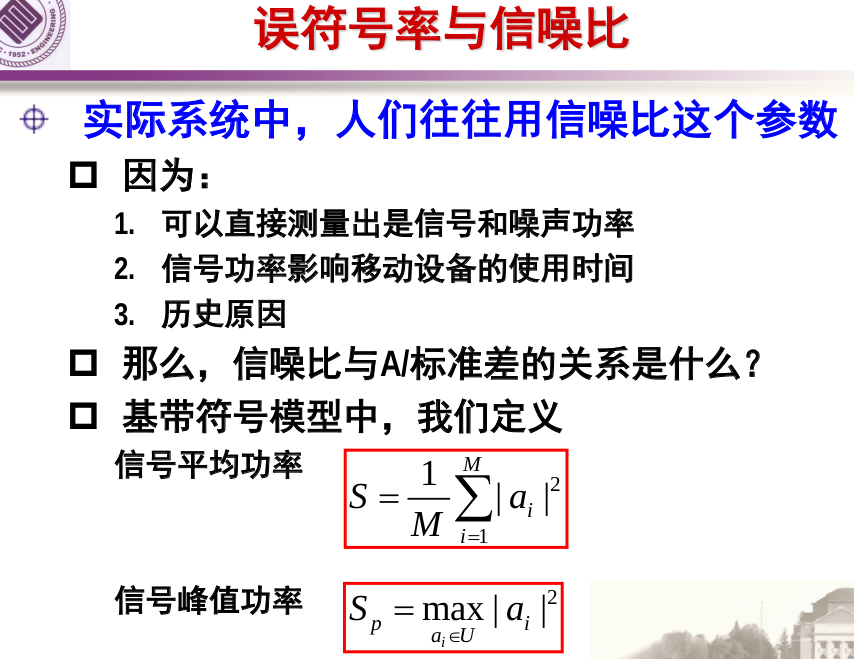 误符号率与信噪比
· 1952 · ENGINEERING
实际系统中，人们往往用信噪比这个参数
因为：
1. 可以直接测量出是信号和噪声功率
2. 信号功率影响移动设备的使用时间
3. 历史原因
那么，信噪比与A/标准差的关系是什么？
基带符号模型中，我们定义
信号平均功率 S = 1/M ∑_{i=1}^{M} | a_i |^2
信号峰值功率 S_p = max_{a_i ∈ U} | a_i |^2